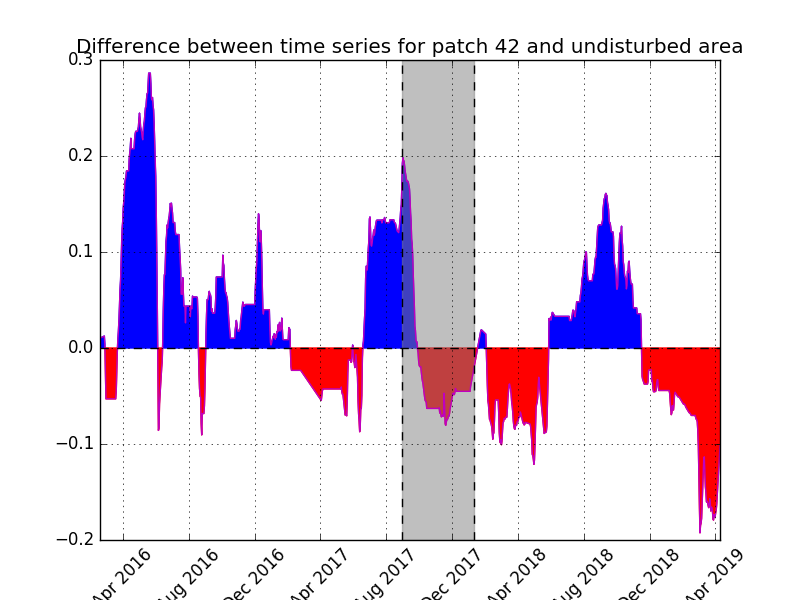 Difference between time series for patch 42 and undisturbed area
0.3
0.2
0.1
0.0
−0.1
−0.2
Apr 2016
Aug 2016
Dec 2016
Apr 2017
Aug 2017
Dec 2017
Apr 2018
Aug 2018
Dec 2018
Apr 2019